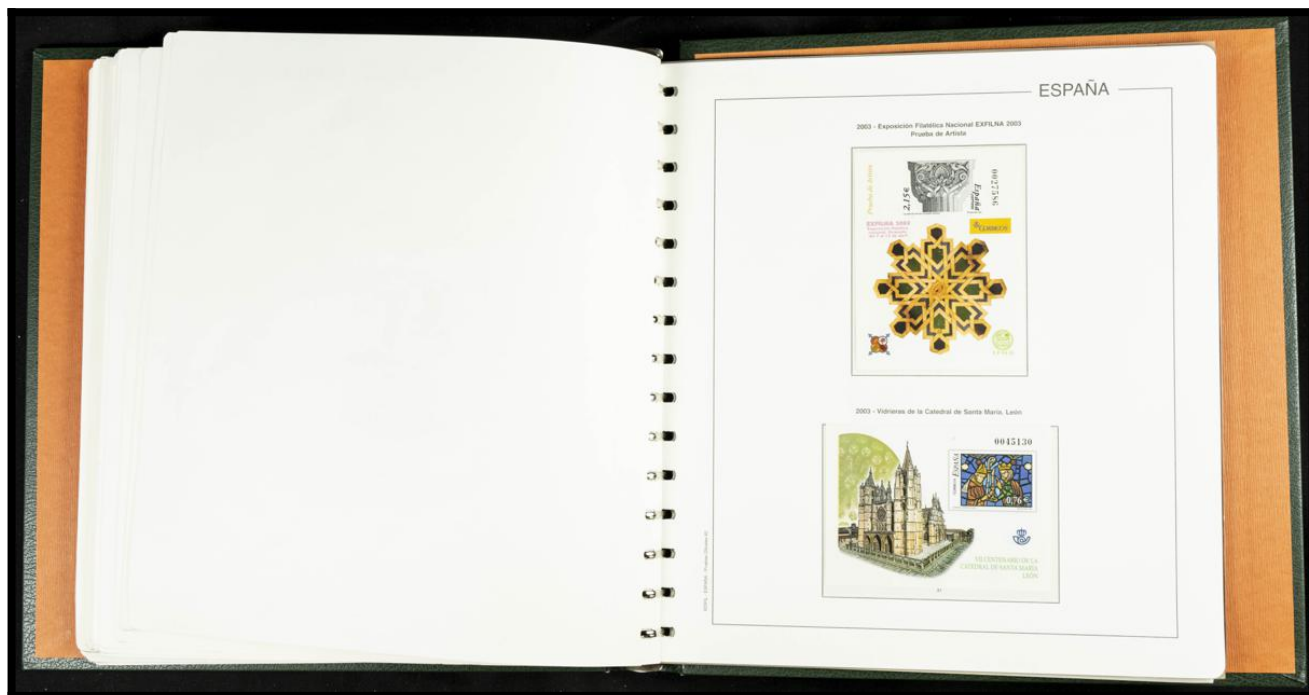 ESPAÑA
2003 - Exposición Filatélica Nacional EXFILNA 2003
Prueba de Artista
Prueba de Artista
2,15€
España
0027586
EXFILNA 2003
CORREOS
2003 - Vidrieras de la Catedral de Santa María, León
0045130
CORREOS ESPAÑA
0,76 €
VII CENTENARIO DE LA
CATEDRAL DE SANTA MARÍA
LEÓN